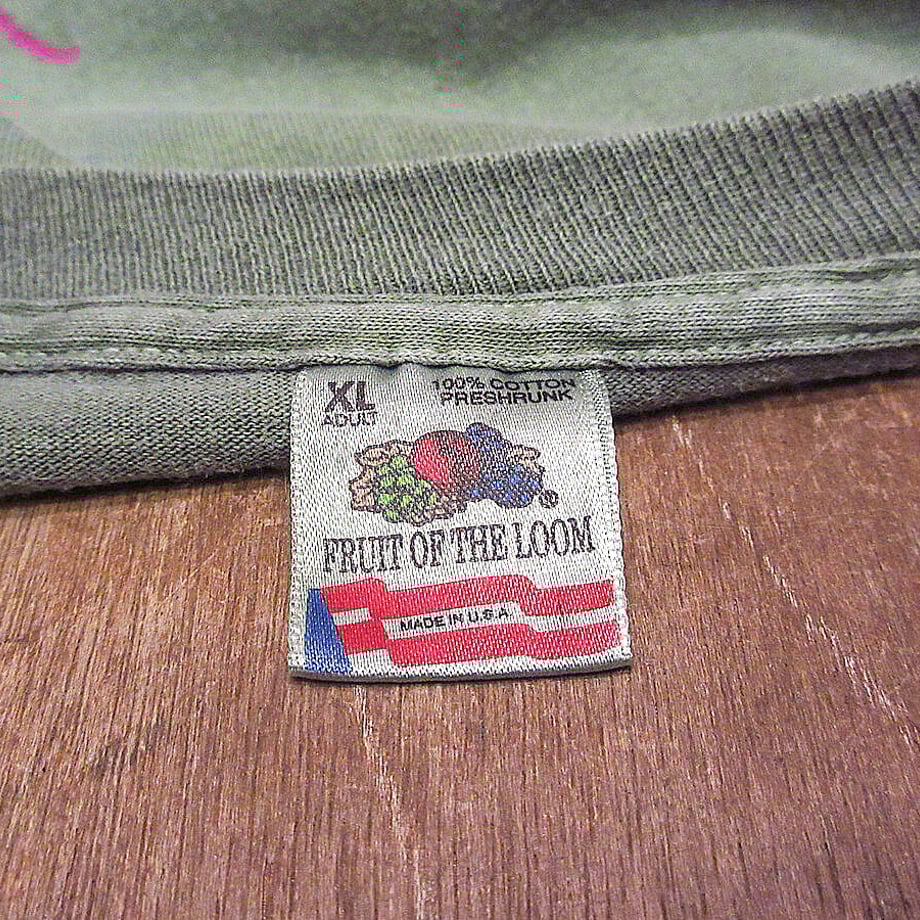 XL
ADULT
100% COTTON
PRESHRUNK
FRUIT OF THE LOOM
MADE IN U.S.A